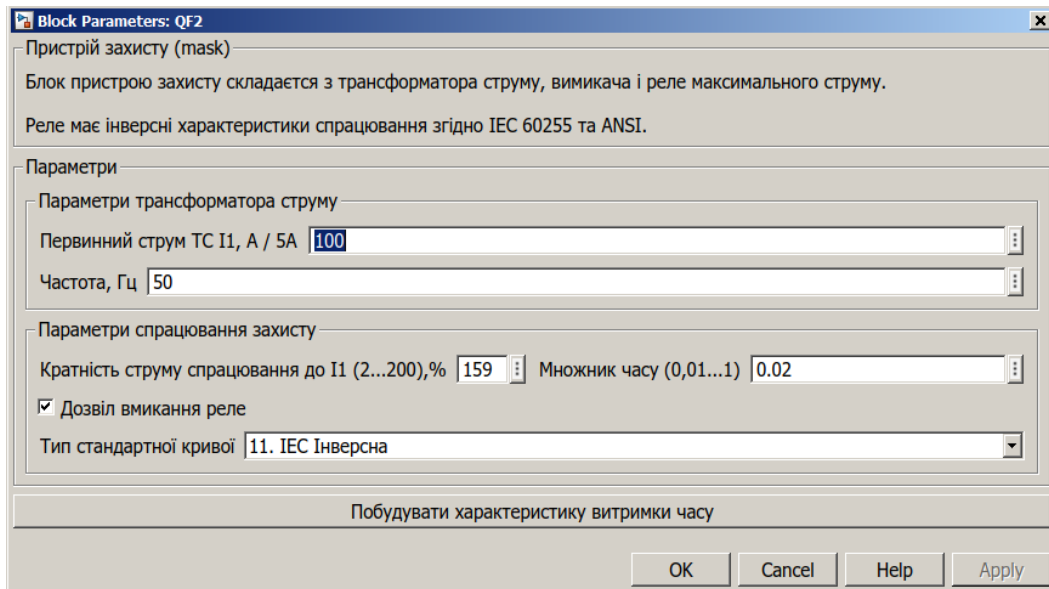 Block Parameters: QF2
Пристрій захисту (mask)
Блок пристрою захисту складаєтся з трансформатора струму, вимикача і реле максимального струму.
Реле має інверсні характеристики спрацювання згідно IEC 60255 та ANSI.
Параметри
Параметри трансформатора струму
Первинний струм ТС I1, А / 5А 100
Частота, Гц 50
Параметри спрацювання захисту
Кратність струму спрацювання до I1 (2...200),% 159 Множник часу (0,01...1) 0.02
Дозвіл вмикання реле
Тип стандартної кривої 11. IEC Інверсна
Побудувати характеристику витримки часу
OK Cancel Help Apply